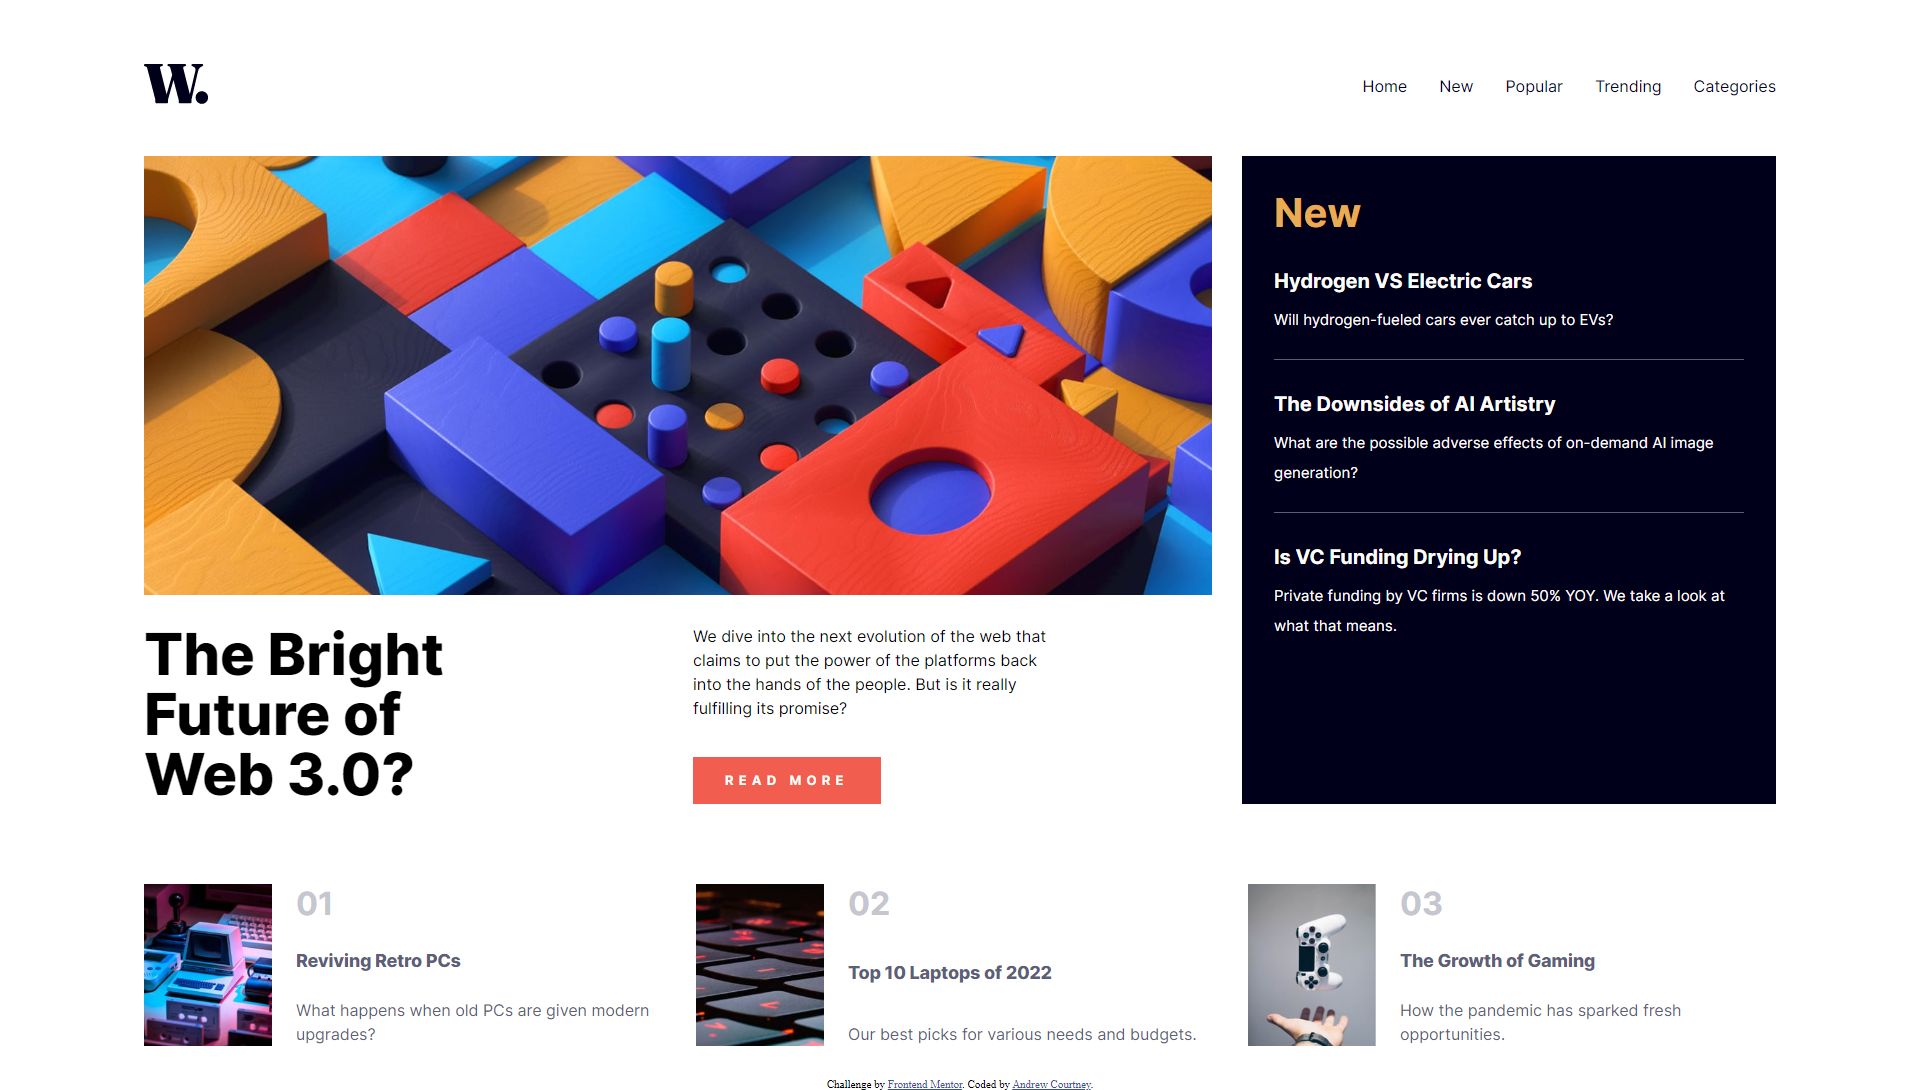 W.
Home New Popular Trending Categories
New
Hydrogen VS Electric Cars
Will hydrogen-fueled cars ever catch up to EVs?
The Downsides of AI Artistry
What are the possible adverse effects of on-demand AI image
generation?
Is VC Funding Drying Up?
Private funding by VC firms is down 50% YOY. We take a look at
what that means.
The Bright
Future of
Web 3.0?
We dive into the next evolution of the web that
claims to put the power of the platforms back
into the hands of the people. But is it really
fulfilling its promise?
READ MORE
01
Reviving Retro PCs
What happens when old PCs are given modern
upgrades?
02
Top 10 Laptops of 2022
Our best picks for various needs and budgets.
03
The Growth of Gaming
How the pandemic has sparked fresh
opportunities.
Challenge by Frontend Mentor. Coded by Andrew Courtney.